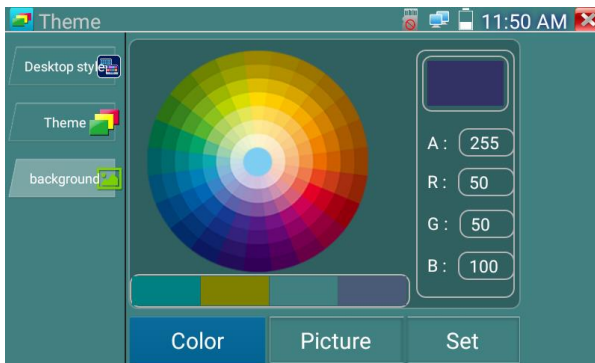 Theme
11:50 AM
Desktop style
Theme
background
A: 255
R: 50
G: 50
B: 100
Color
Picture
Set